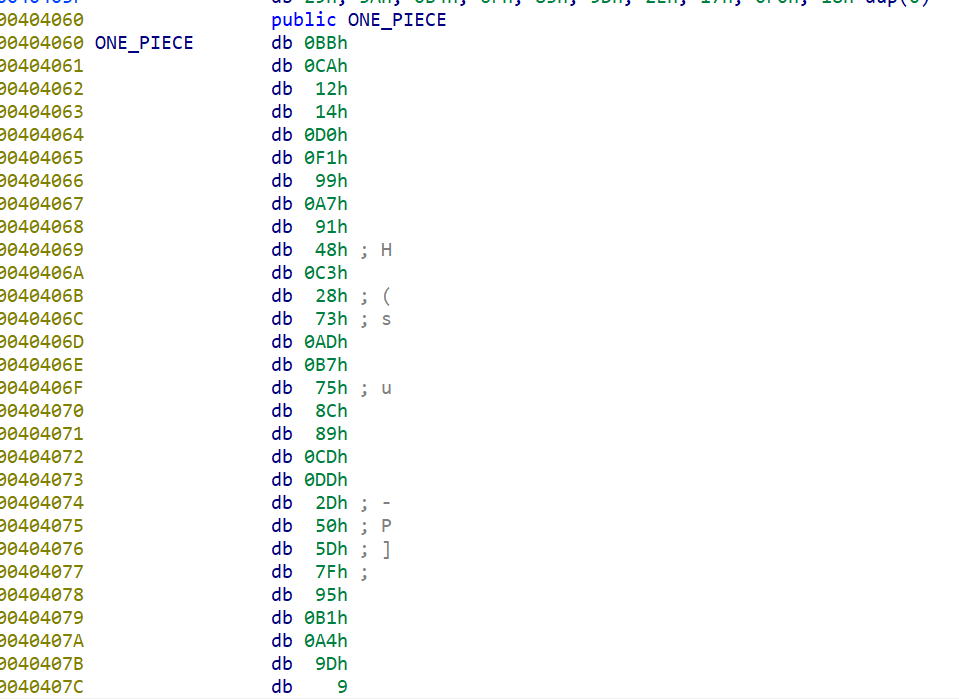 00404060 public ONE_PIECE
00404060 ONE_PIECE db 0BBh
00404061 db 0CAh
00404062 db 12h
00404063 db 14h
00404064 db 0D0h
00404065 db 0F1h
00404066 db 99h
00404067 db 0A7h
00404068 db 91h
00404069 db 48h ; H
0040406A db 0C3h
0040406B db 28h ; (
0040406C db 73h ; s
0040406D db 0ADh
0040406E db 0B7h
0040406F db 75h ; u
00404070 db 8Ch
00404071 db 89h
00404072 db 0CDh
00404073 db 0DDh
00404074 db 2Dh ; -
00404075 db 50h ; P
00404076 db 5Dh ; ]
00404077 db 7Fh ;
00404078 db 95h
00404079 db 0B1h
0040407A db 0A4h
0040407B db 9Dh
0040407C db 9